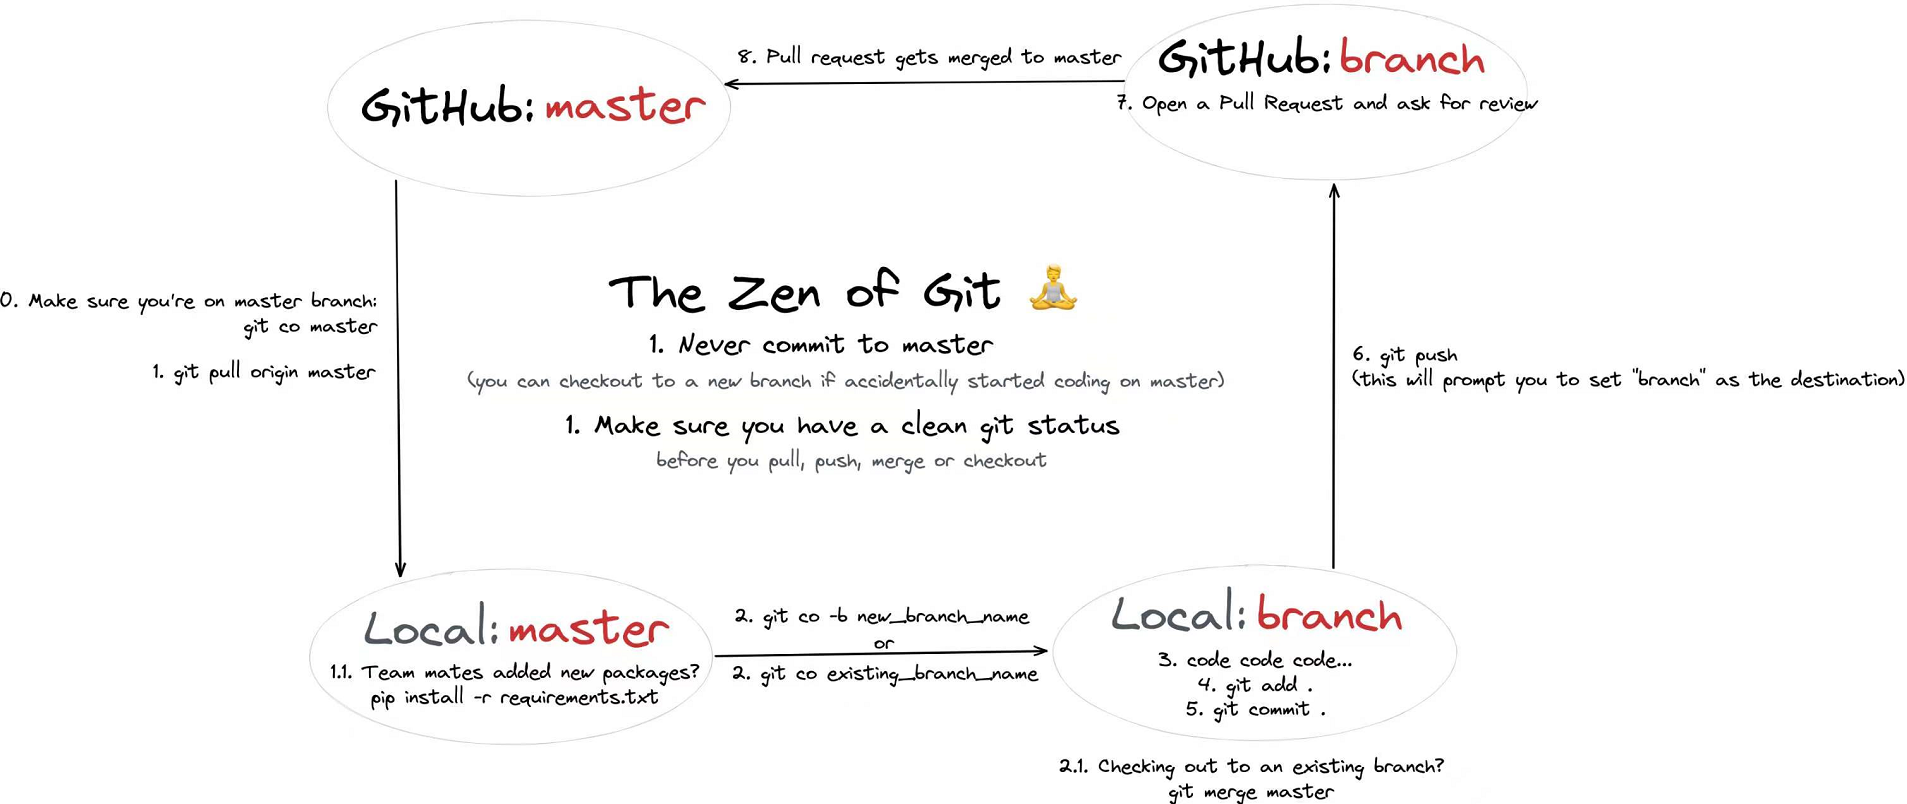 GitHub: master
8. Pull request gets merged to master
GitHub: branch
7. Open a Pull Request and ask for review
0. Make sure you're on master branch:
git co master
1. git pull origin master
The Zen of Git 🧘
1. Never commit to master
(you can checkout to a new branch if accidentally started coding on master)
1. Make sure you have a clean git status
before you pull, push, merge or checkout
6. git push
(this will prompt you to set "branch" as the destination)
Local: master
1.1. Team mates added new packages?
pip install -r requirements.txt
2. git co -b new_branch_name
or
2. git co existing_branch_name
Local: branch
3. code code code...
4. git add .
5. git commit .
2.1. Checking out to an existing branch?
git merge master